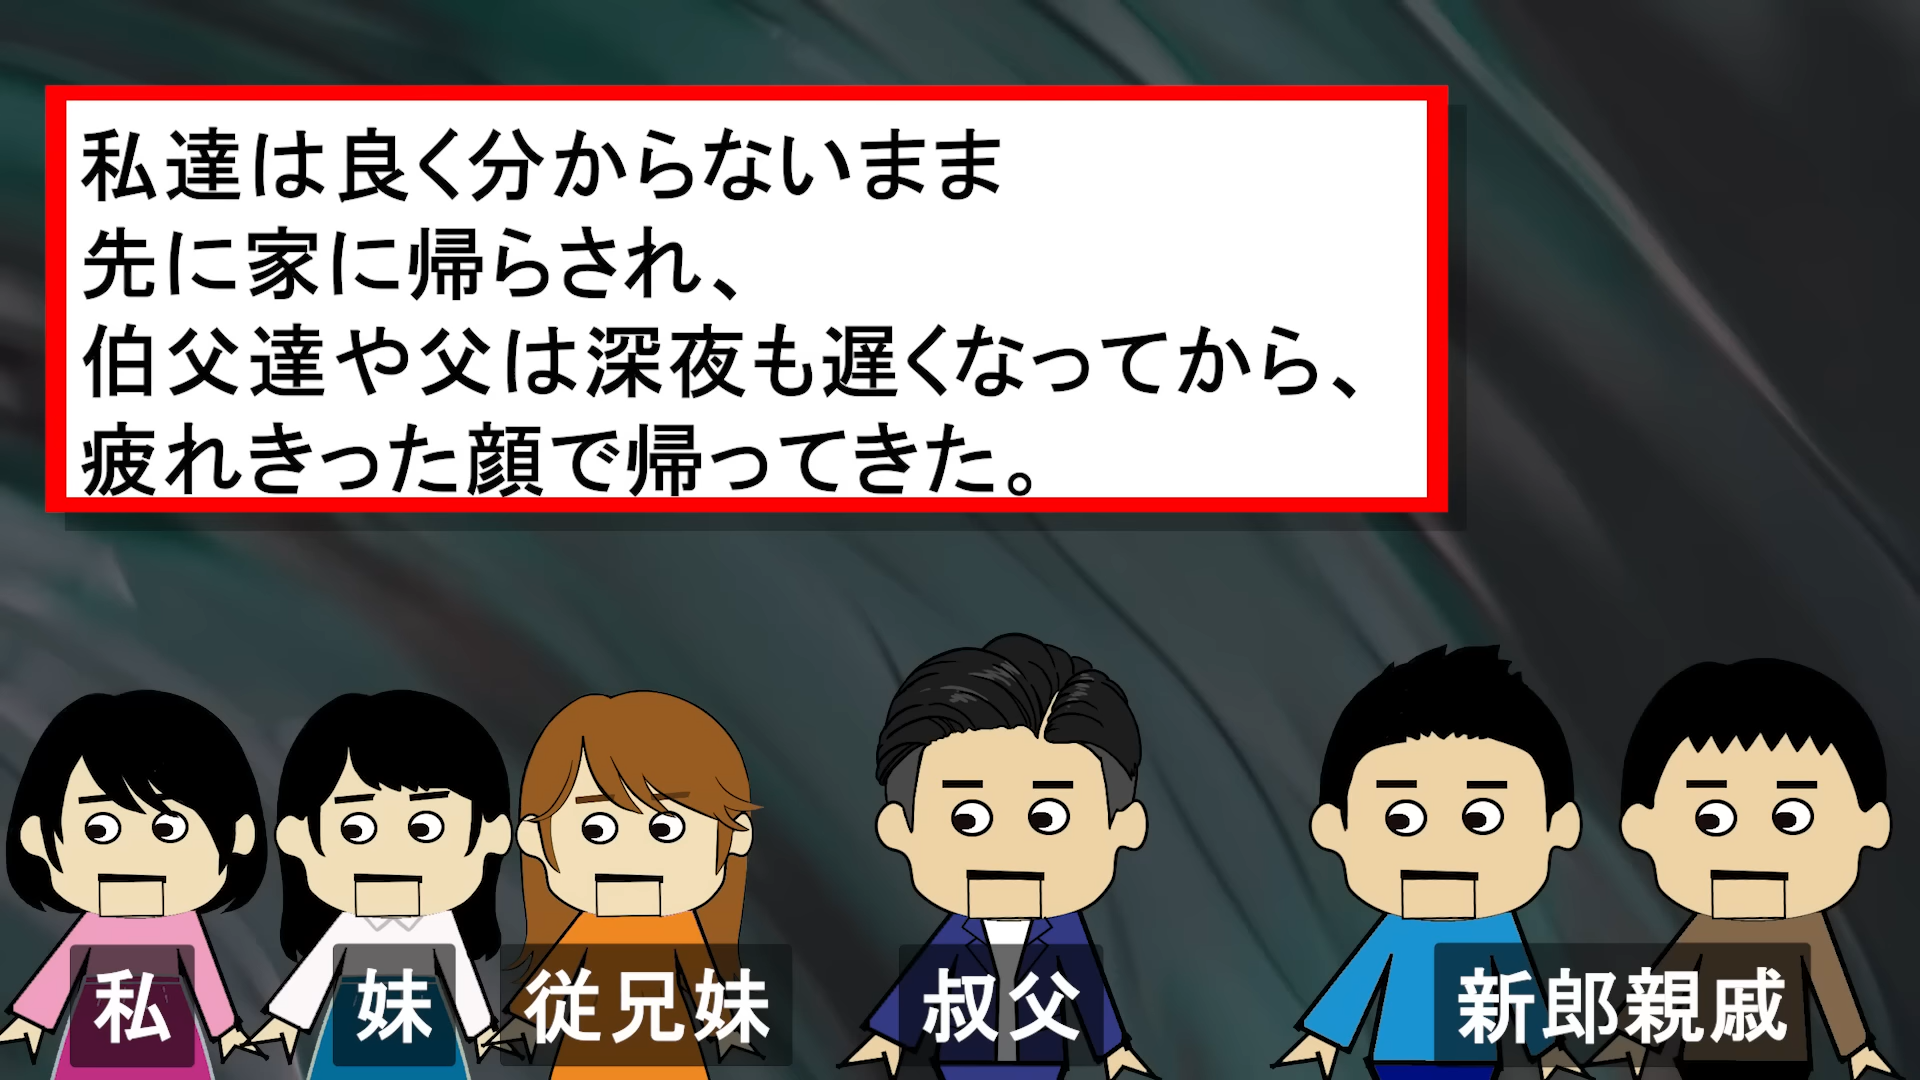 私達は良く分からないまま
先に家に帰らされ、
伯父達や父は深夜も遅くなってから、
疲れきった顔で帰ってきた。
私
妹
従兄妹
叔父
新郎親戚